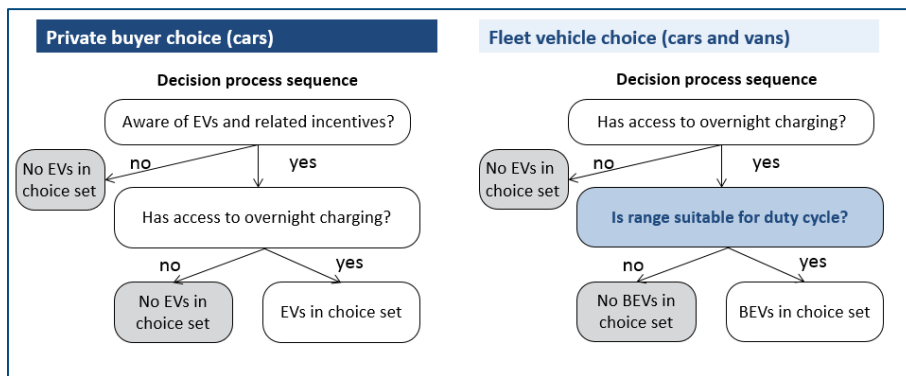 Private buyer choice (cars)
Decision process sequence
Aware of EVs and related incentives?
no
yes
No EVs in
choice set
Has access to overnight charging?
no
yes
No EVs in
choice set
EVs in choice set
Fleet vehicle choice (cars and vans)
Decision process sequence
Has access to overnight charging?
no
yes
No EVs in
choice set
Is range suitable for duty cycle?
no
yes
No BEVs in
choice set
BEVs in choice set